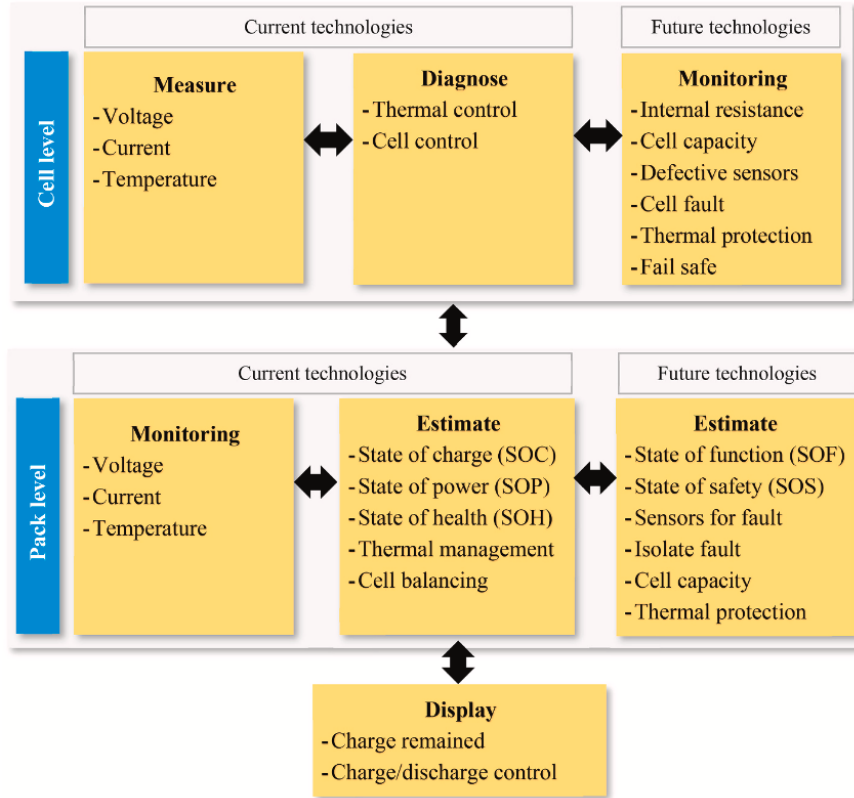 Current technologies
Future technologies
Cell level
Measure
-Voltage
-Current
-Temperature
Diagnose
-Thermal control
-Cell control
Monitoring
-Internal resistance
-Cell capacity
-Defective sensors
-Cell fault
-Thermal protection
-Fail safe
Current technologies
Future technologies
Pack level
Monitoring
-Voltage
-Current
-Temperature
Estimate
-State of charge (SOC)
-State of power (SOP)
-State of health (SOH)
-Thermal management
-Cell balancing
Estimate
-State of function (SOF)
-State of safety (SOS)
-Sensors for fault
-Isolate fault
-Cell capacity
-Thermal protection
Display
-Charge remained
-Charge/discharge control